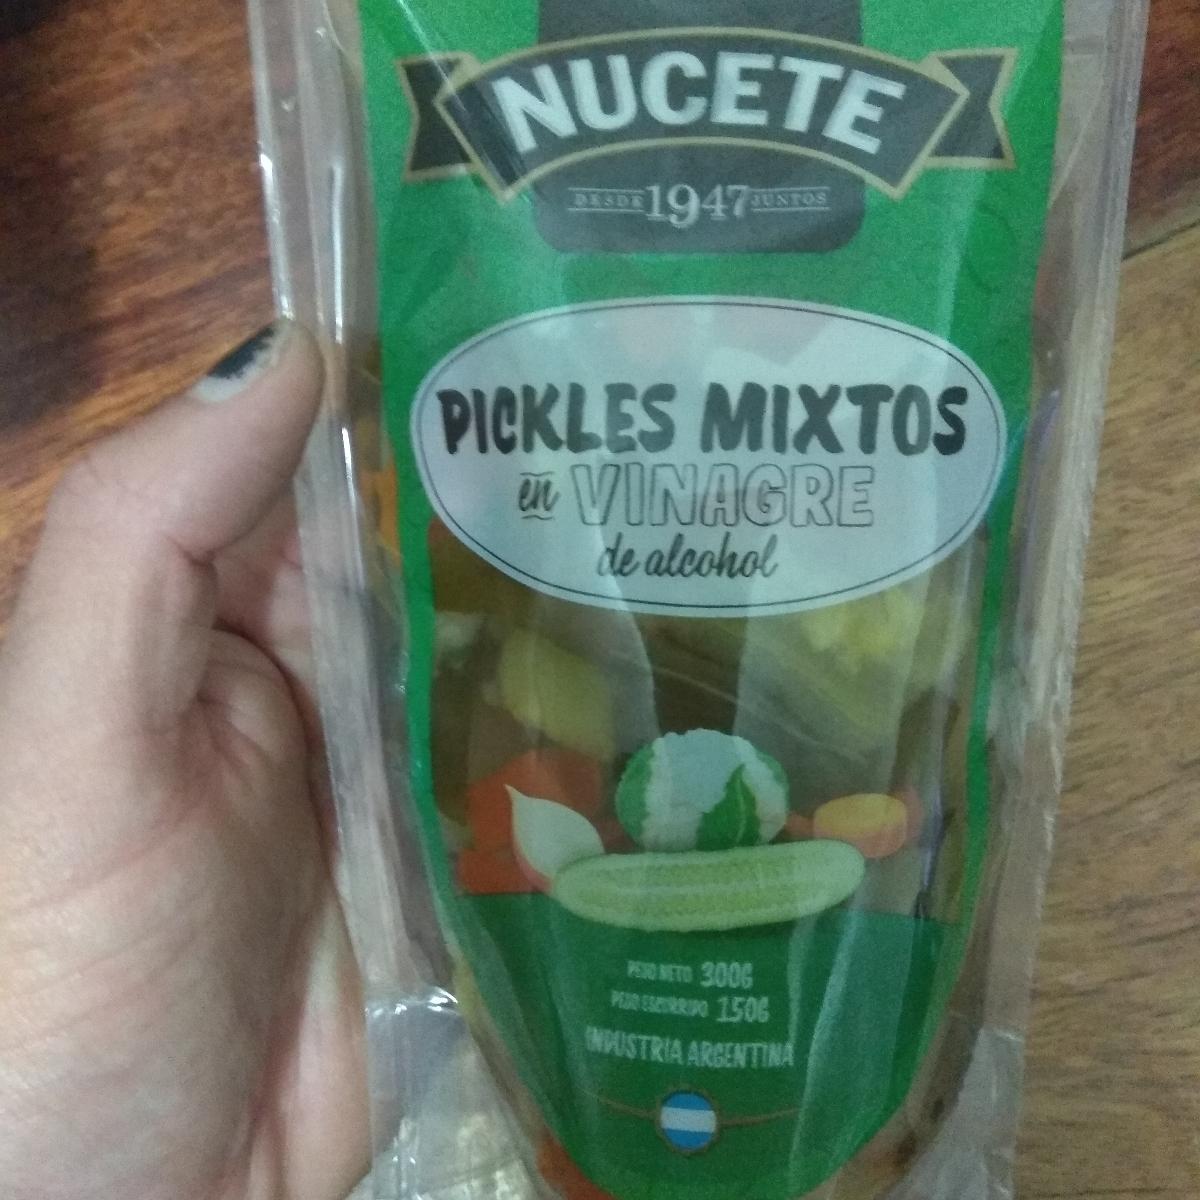 NUCETE
DESDE 1947 JUNTOS
PICKLES MIXTOS
en VINAGRE
de alcohol
PESO NETO 300G
PESO ESCURRIDO 150G
INDUSTRIA ARGENTINA